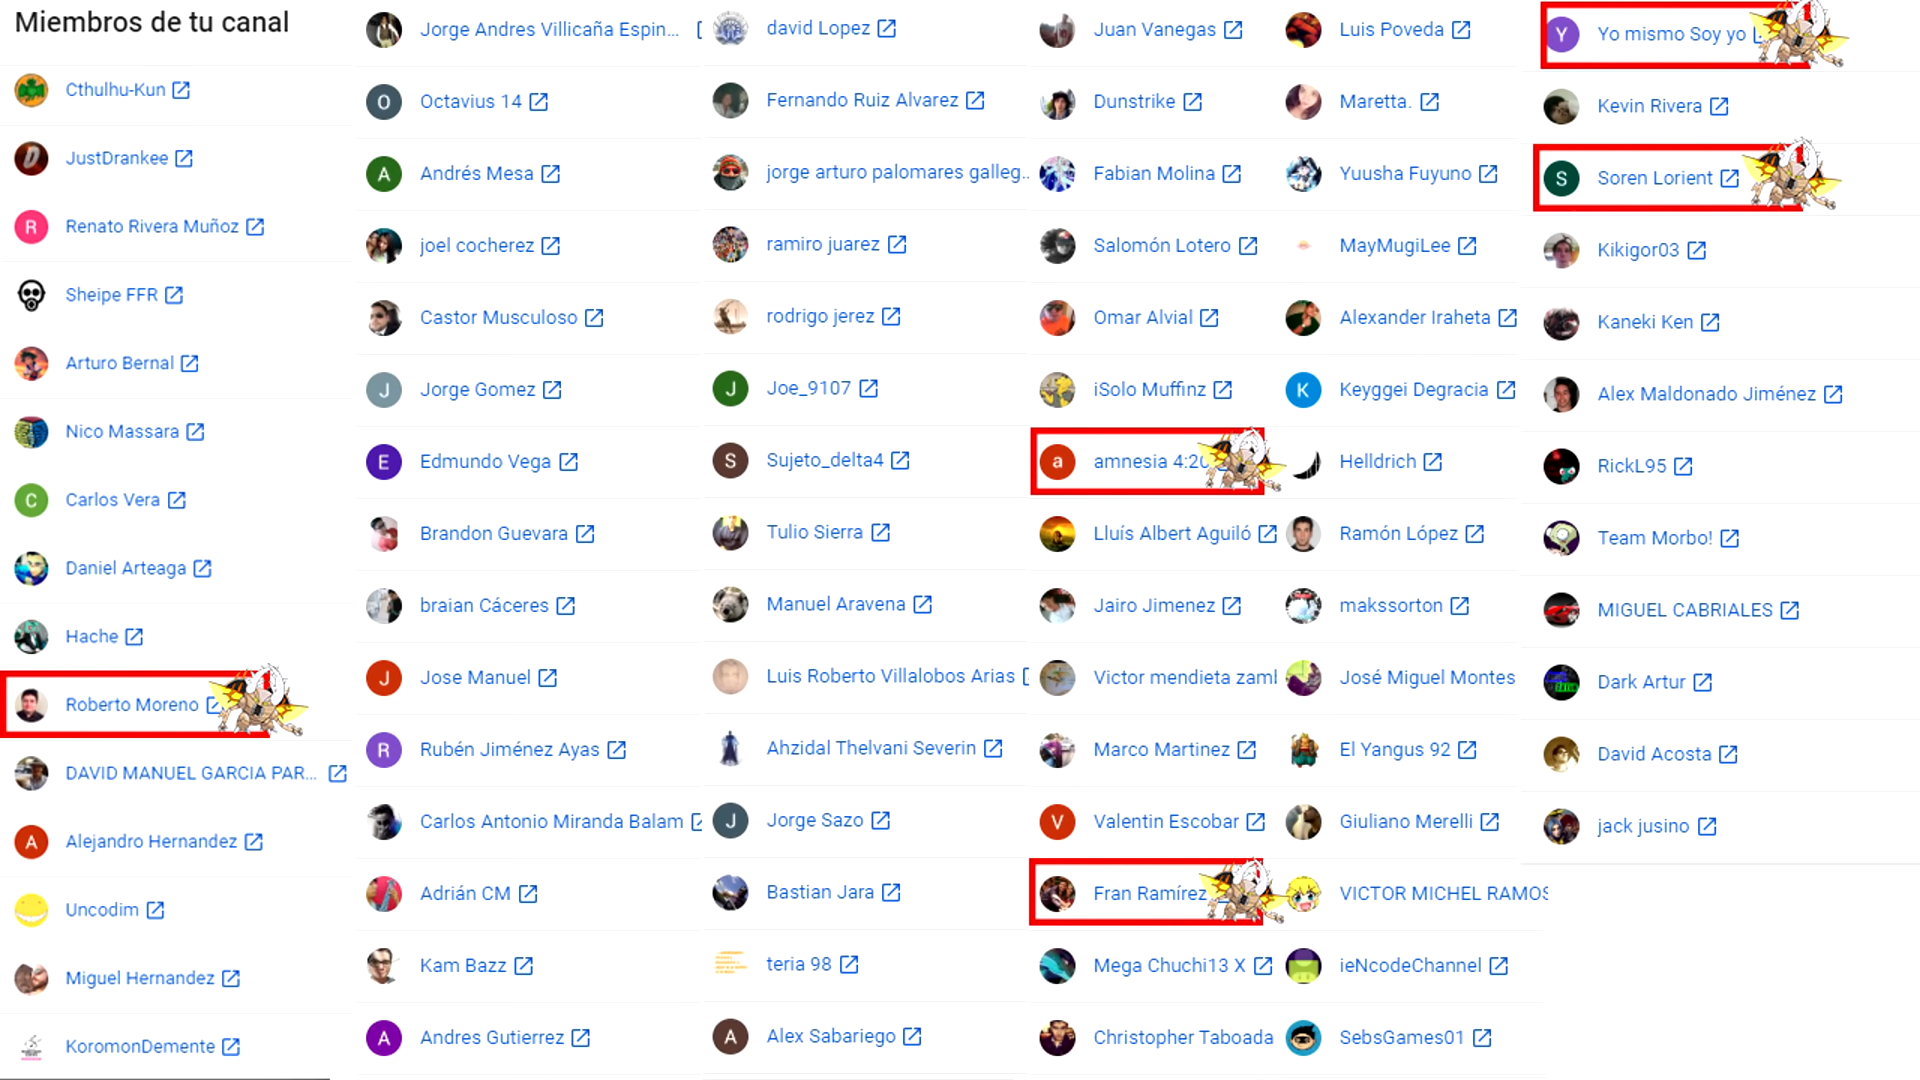 Miembros de tu canal
Cthulhu-Kun
JustDrankee
Renato Rivera Muñoz
Sheipe FFR
Arturo Bernal
Nico Massara
Carlos Vera
Daniel Arteaga
Hache
Roberto Moreno
DAVID MANUEL GARCIA PAR...
Alejandro Hernandez
Uncodim
Miguel Hernandez
KoromonDemente
Jorge Andres Villicaña Espin...
Octavius 14
Andrés Mesa
joel cocherez
Castor Musculoso
Jorge Gomez
Edmundo Vega
Brandon Guevara
braian Cáceres
Jose Manuel
Rubén Jiménez Ayas
Carlos Antonio Miranda Balam
Adrián CM
Kam Bazz
Andres Gutierrez
david Lopez
Fernando Ruiz Alvarez
jorge arturo palomares galleg..
ramiro juarez
rodrigo jerez
Joe_9107
Sujeto_delta4
Tulio Sierra
Manuel Aravena
Luis Roberto Villalobos Arias
Ahzidal Thelvani Severin
Jorge Sazo
Bastian Jara
teria 98
Alex Sabariego
Juan Vanegas
Dunstrike
Fabian Molina
Salomón Lotero
Omar Alvial
iSolo Muffinz
amnesia 4:20
Lluís Albert Aguiló
Jairo Jimenez
Victor mendieta zaml
Marco Martinez
Valentin Escobar
Fran Ramírez
Mega Chuchi13 X
Christopher Taboada
Luis Poveda
Maretta.
Yuusha Fuyuno
MayMugiLee
Alexander Iraheta
Keyggei Degracia
Helldrich
Ramón López
makssorton
José Miguel Montes
El Yangus 92
Giuliano Merelli
VICTOR MICHEL RAMOS
ieNcodeChannel
SebsGames01
Yo mismo Soy yo
Kevin Rivera
Soren Lorient
Kikigor03
Kaneki Ken
Alex Maldonado Jiménez
RickL95
Team Morbo!
MIGUEL CABRIALES
Dark Artur
David Acosta
jack jusino